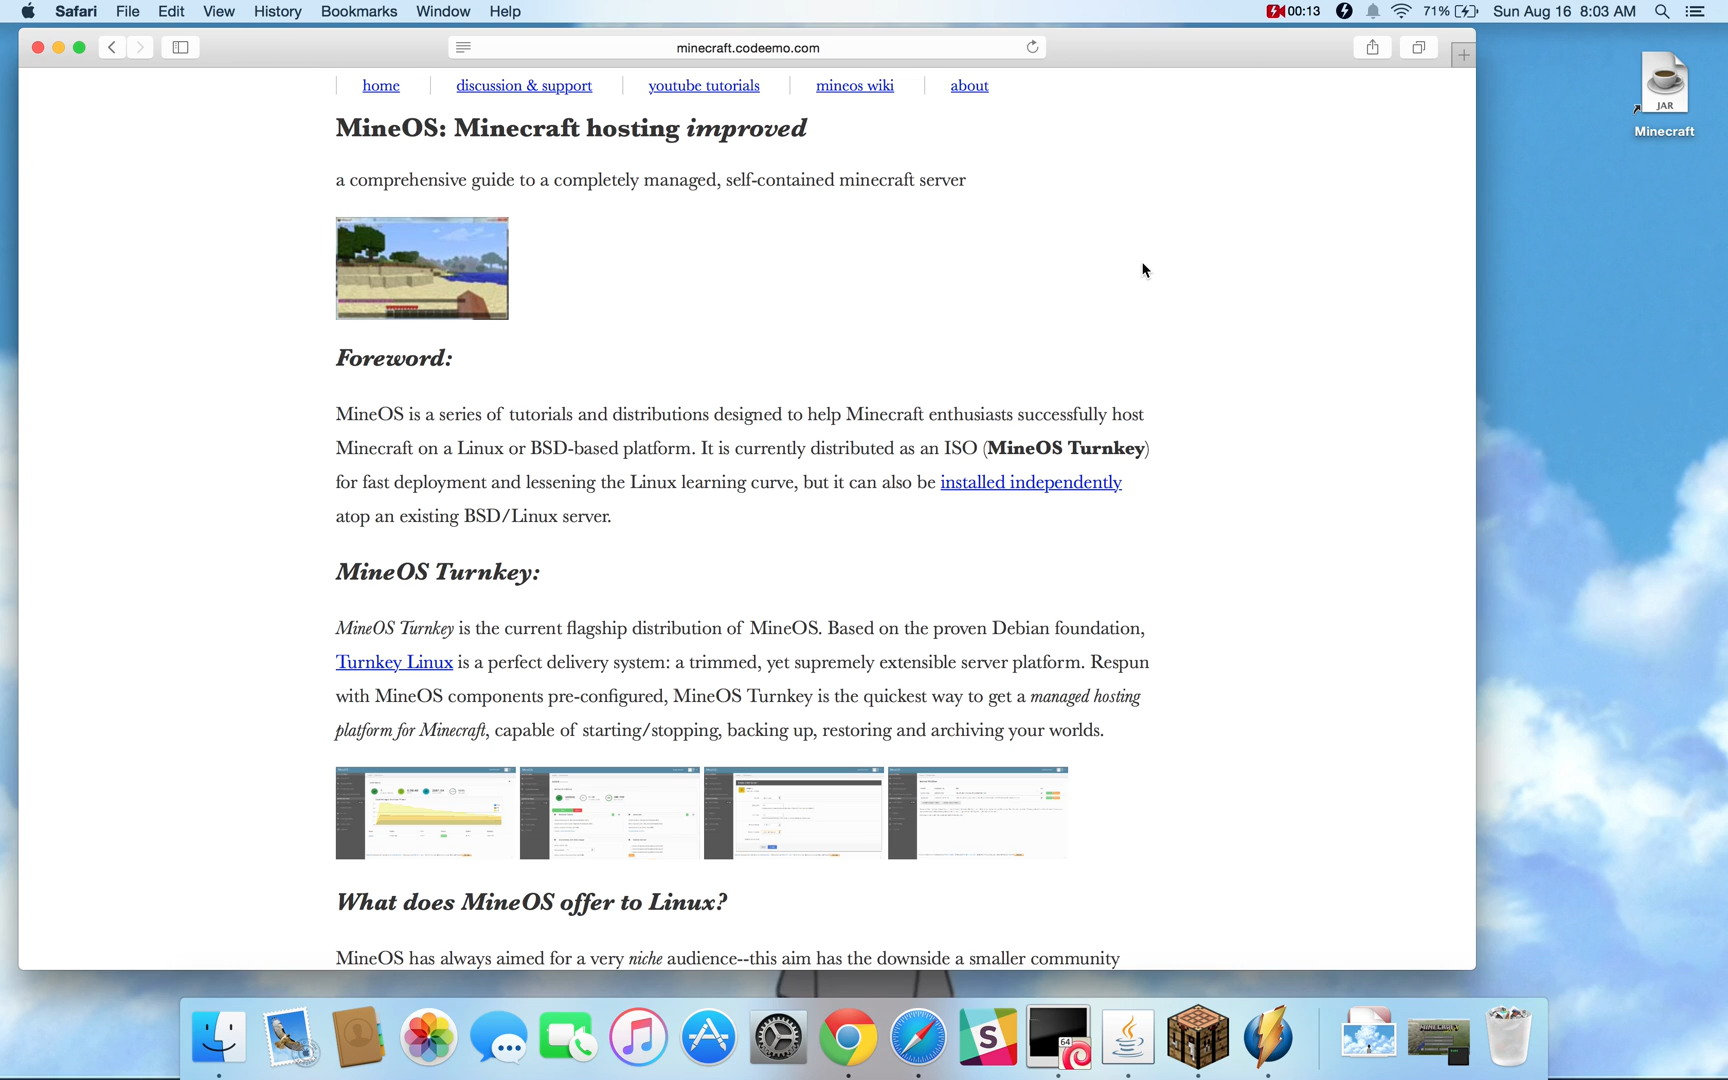 Safari File Edit View History Bookmarks Window Help 00:13 71% Sun Aug 16 8:03 AM
minecraft.codeemo.com
home discussion & support youtube tutorials mineos wiki about
JAR
Minecraft
MineOS: Minecraft hosting improved
a comprehensive guide to a completely managed, self-contained minecraft server
Foreword:
MineOS is a series of tutorials and distributions designed to help Minecraft enthusiasts successfully host
Minecraft on a Linux or BSD-based platform. It is currently distributed as an ISO (MineOS Turnkey)
for fast deployment and lessening the Linux learning curve, but it can also be installed independently
atop an existing BSD/Linux server.
MineOS Turnkey:
MineOS Turnkey is the current flagship distribution of MineOS. Based on the proven Debian foundation,
Turnkey Linux is a perfect delivery system: a trimmed, yet supremely extensible server platform. Respun
with MineOS components pre-configured, MineOS Turnkey is the quickest way to get a managed hosting
platform for Minecraft, capable of starting/stopping, backing up, restoring and archiving your worlds.
What does MineOS offer to Linux?
MineOS has always aimed for a very niche audience--this aim has the downside a smaller community
S
64
MINECRAFT